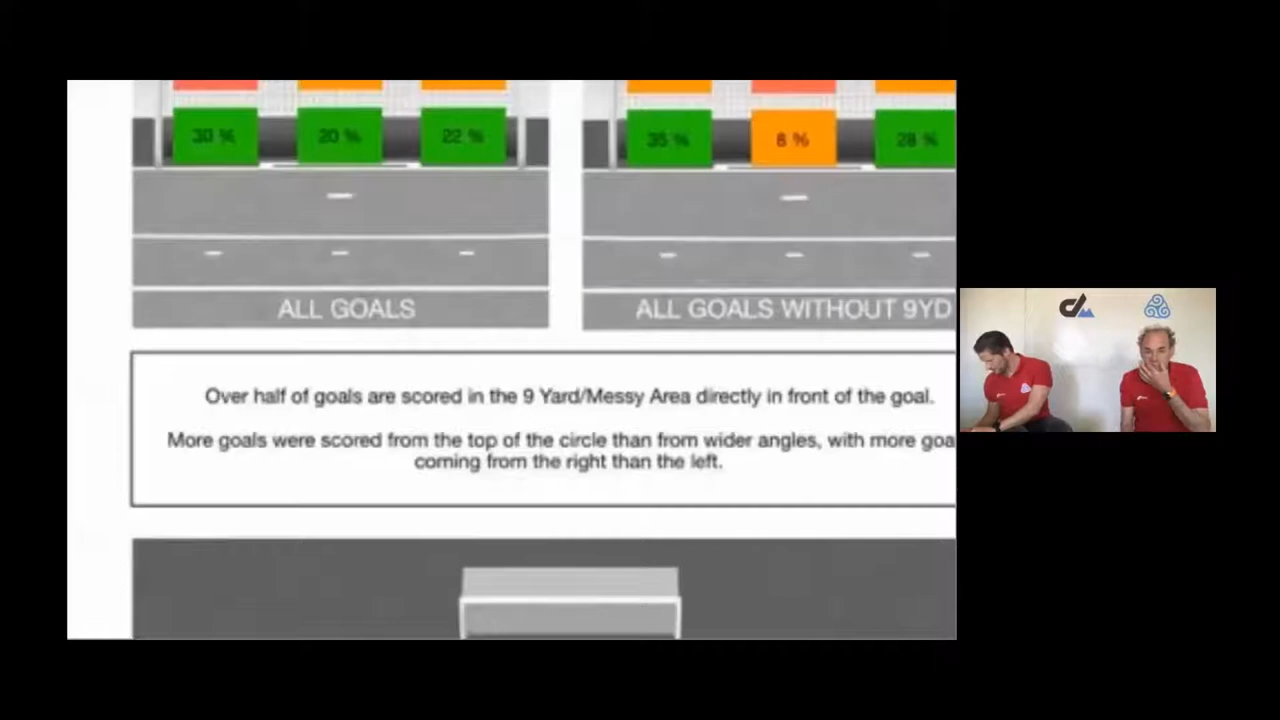 30 % 20 % 22 % 35 % 8 % 28 %
ALL GOALS ALL GOALS WITHOUT 9YD
Over half of goals are scored in the 9 Yard/Messy Area directly in front of the goal.
More goals were scored from the top of the circle than from wider angles, with more goa
coming from the right than the left.